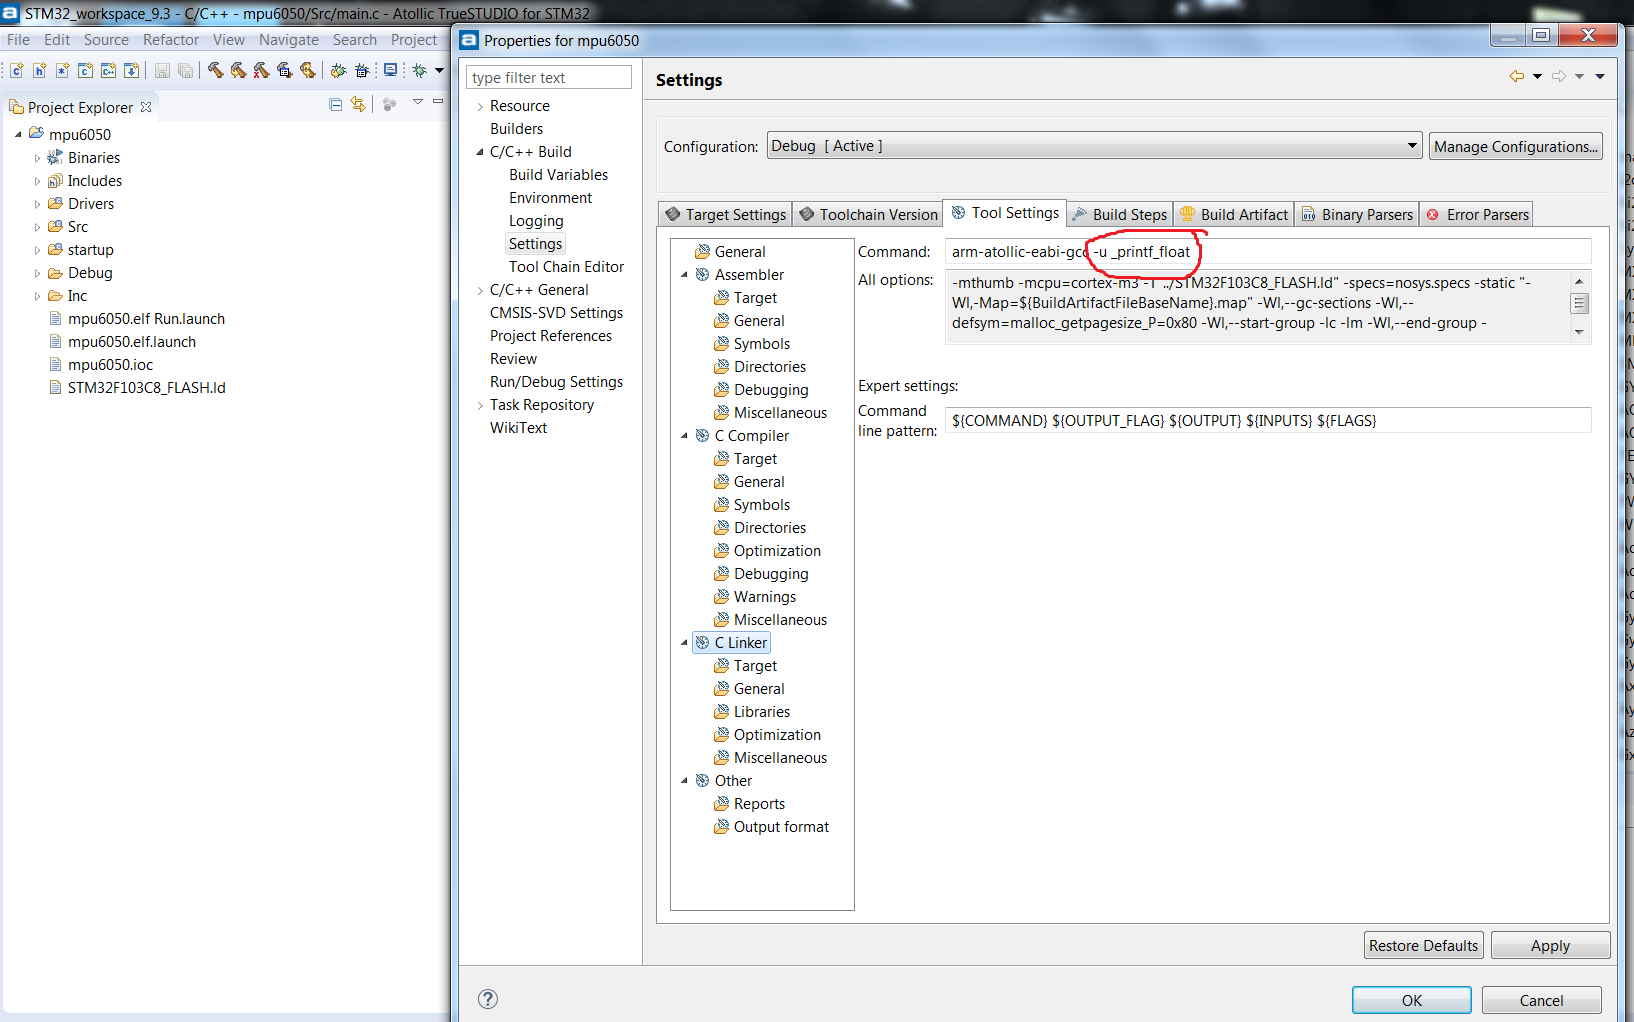 STM32_workspace_9.3 - C/C++ - mpu6050/Src/main.c - Atollic TrueSTUDIO for STM32
File Edit Source Refactor View Navigate Search Project
Project Explorer
mpu6050
Binaries
Includes
Drivers
Src
startup
Debug
Inc
mpu6050.elf Run.launch
mpu6050.elf.launch
mpu6050.ioc
STM32F103C8_FLASH.ld
Properties for mpu6050
type filter text
Resource
Builders
C/C++ Build
Build Variables
Environment
Logging
Settings
Tool Chain Editor
C/C++ General
CMSIS-SVD Settings
Project References
Review
Run/Debug Settings
Task Repository
WikiText
Settings
Configuration: Debug [ Active ] Manage Configurations...
Target Settings Toolchain Version Tool Settings Build Steps Build Artifact Binary Parsers Error Parsers
General
Assembler
Target
General
Symbols
Directories
Debugging
Miscellaneous
C Compiler
Target
General
Symbols
Directories
Optimization
Debugging
Warnings
Miscellaneous
C Linker
Target
General
Libraries
Optimization
Miscellaneous
Other
Reports
Output format
Command: arm-atollic-eabi-gcc -u _printf_float
All options: -mthumb -mcpu=cortex-m3 -T "../STM32F103C8_FLASH.ld" -specs=nosys.specs -static "-
Wl,-Map=${BuildArtifactFileBaseName}.map" -Wl,--gc-sections -Wl,--
defsym=malloc_getpagesize_P=0x80 -Wl,--start-group -lc -lm -Wl,--end-group -
Expert settings:
Command
line pattern: ${COMMAND} ${OUTPUT_FLAG} ${OUTPUT} ${INPUTS} ${FLAGS}
Restore Defaults Apply
OK Cancel